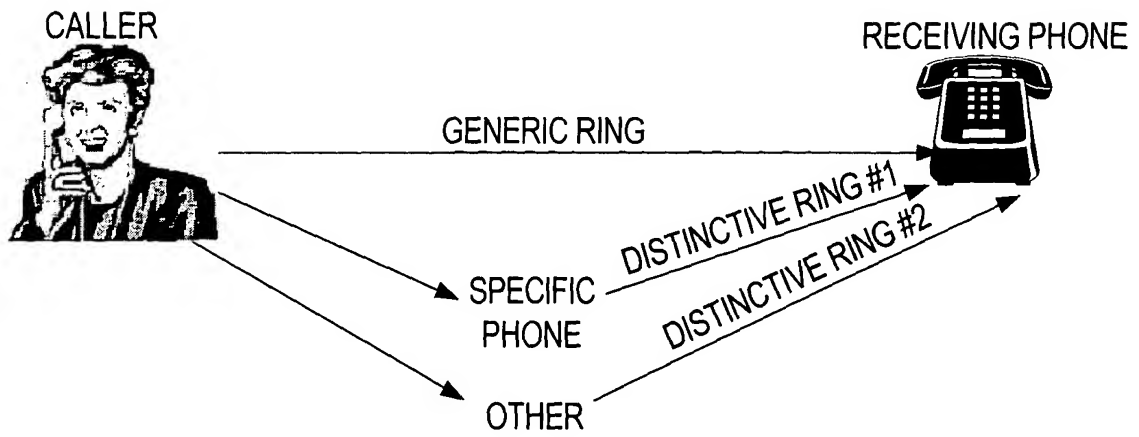 CALLER
RECEIVING PHONE
GENERIC RING
DISTINCTIVE RING #1
DISTINCTIVE RING #2
SPECIFIC
PHONE
OTHER